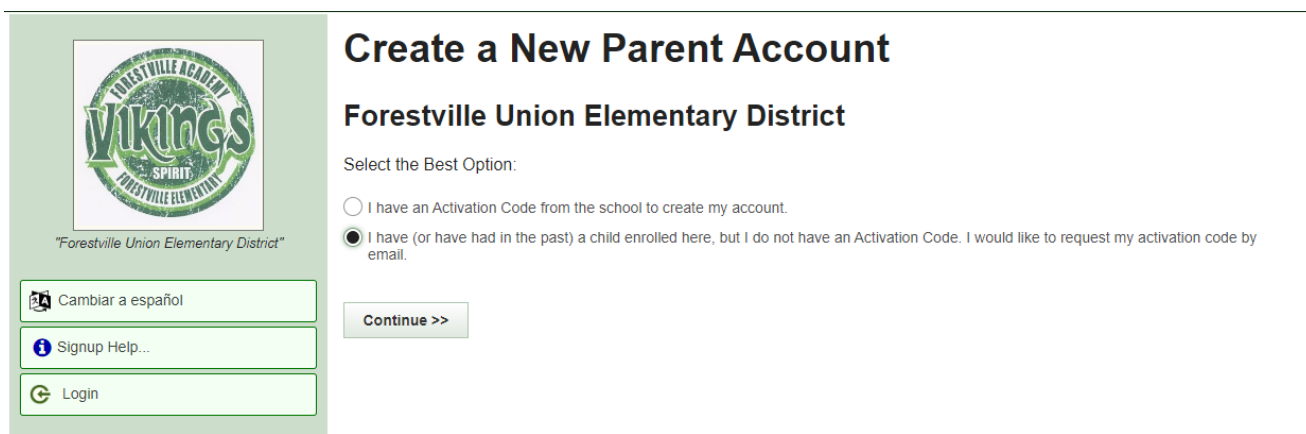 FORESTVILLE ACADEMY
VIKINGS
SPIRIT
FORESTVILLE ELEMENTARY
"Forestville Union Elementary District"
Cambiar a español
Signup Help...
Login
Create a New Parent Account
Forestville Union Elementary District
Select the Best Option:
I have an Activation Code from the school to create my account.
I have (or have had in the past) a child enrolled here, but I do not have an Activation Code. I would like to request my activation code by
email.
Continue >>